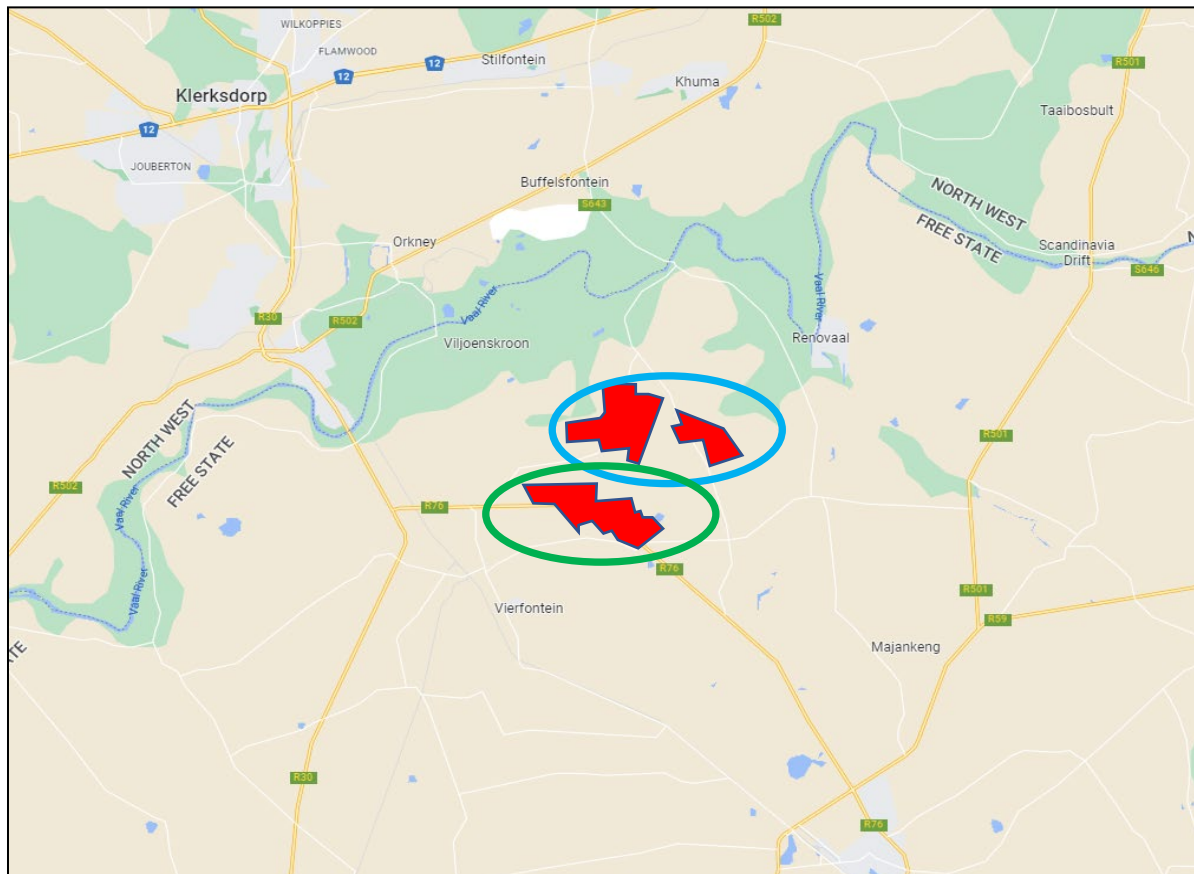 WILKOPPIES
R502
FLAMWOOD
12
12
Stilfontein
R501
Klerksdorp
Khuma
Taaibosbult
12
JOUBERTON
Buffelsfontein
NORTH WEST
S643
FREE STATE
N
Orkney
Scandinavia
Drift
S646
Vaal River
Vaal River
R30
R502
Viljoenskroon
Renovaal
NORTH WEST
FREE STATE
R501
R502
Vaal River
R76
R76
Vaal River
R501
Vierfontein
R59
TATE
Majankeng
R30
R76